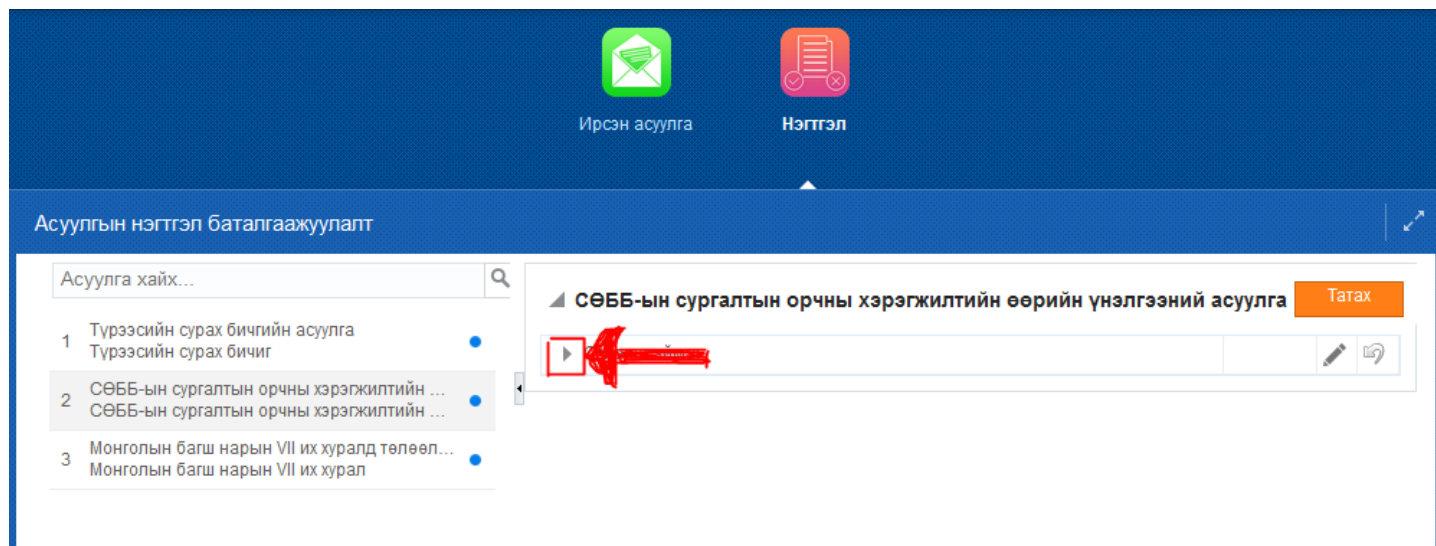 Ирсэн асуулга
Нэгтгэл
Асуулгын нэгтгэл баталгаажуулалт
Асуулга хайх...
1 Түрээсийн сурах бичгийн асуулга
Түрээсийн сурах бичиг
2 СӨББ-ын сургалтын орчны хэрэгжилтийн ...
СӨББ-ын сургалтын орчны хэрэгжилтийн ...
3 Монголын багш нарын VII их хуралд төлөөл...
Монголын багш нарын VII их хурал
СӨББ-ын сургалтын орчны хэрэгжилтийн өөрийн үнэлгээний асуулга
Татах